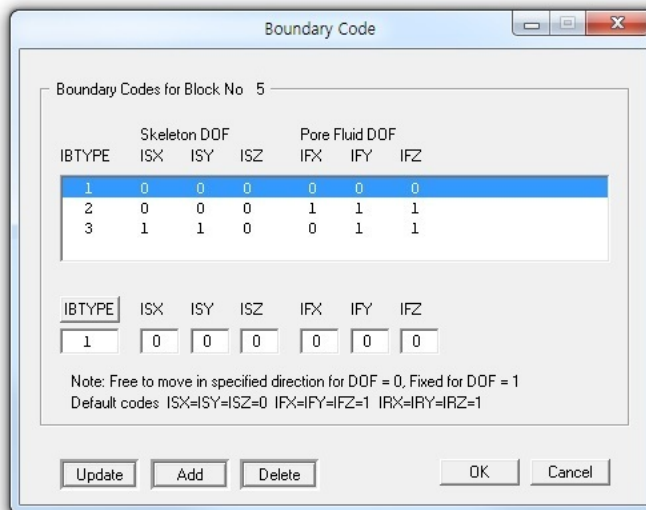 Boundary Code
Boundary Codes for Block No 5
Skeleton DOF Pore Fluid DOF
IBTYPE ISX ISY ISZ IFX IFY IFZ
1 0 0 0 0 0 0
2 0 0 0 1 1 1
3 1 1 0 0 1 1
IBTYPE ISX ISY ISZ IFX IFY IFZ
1 0 0 0 0 0 0
Note: Free to move in specified direction for DOF = 0, Fixed for DOF = 1
Default codes ISX=ISY=ISZ=0 IFX=IFY=IFZ=1 IRX=IRY=IRZ=1
Update Add Delete OK Cancel